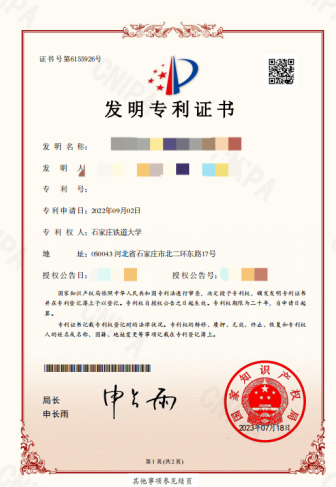 证书号第6155926号
发明专利证书
发 明 名 称：
发 明 人
专 利 号：
专利申请日：2022年09月02日
专 利 权 人：石家庄铁道大学
地 址：050043 河北省石家庄市北二环东路17号
授权公告日： 授权公告号：
国家知识产权局依照中华人民共和国专利法进行审查，决定授予专利权，颁发发明专利证书
并在专利登记簿上予以登记。专利权自授权公告之日起生效。专利权期限为二十年，自申请日起
算。
专利证书记载专利权登记时的法律状况。专利权的转移、质押、无效、终止、恢复和专利权
人的姓名或名称、国籍、地址变更等事项记载在专利登记簿上。
局长
申长雨
申长雨
国家知识产权局
2023年07月18日
第 1 页 (共 2 页)
其他事项参见续页
CNIPA